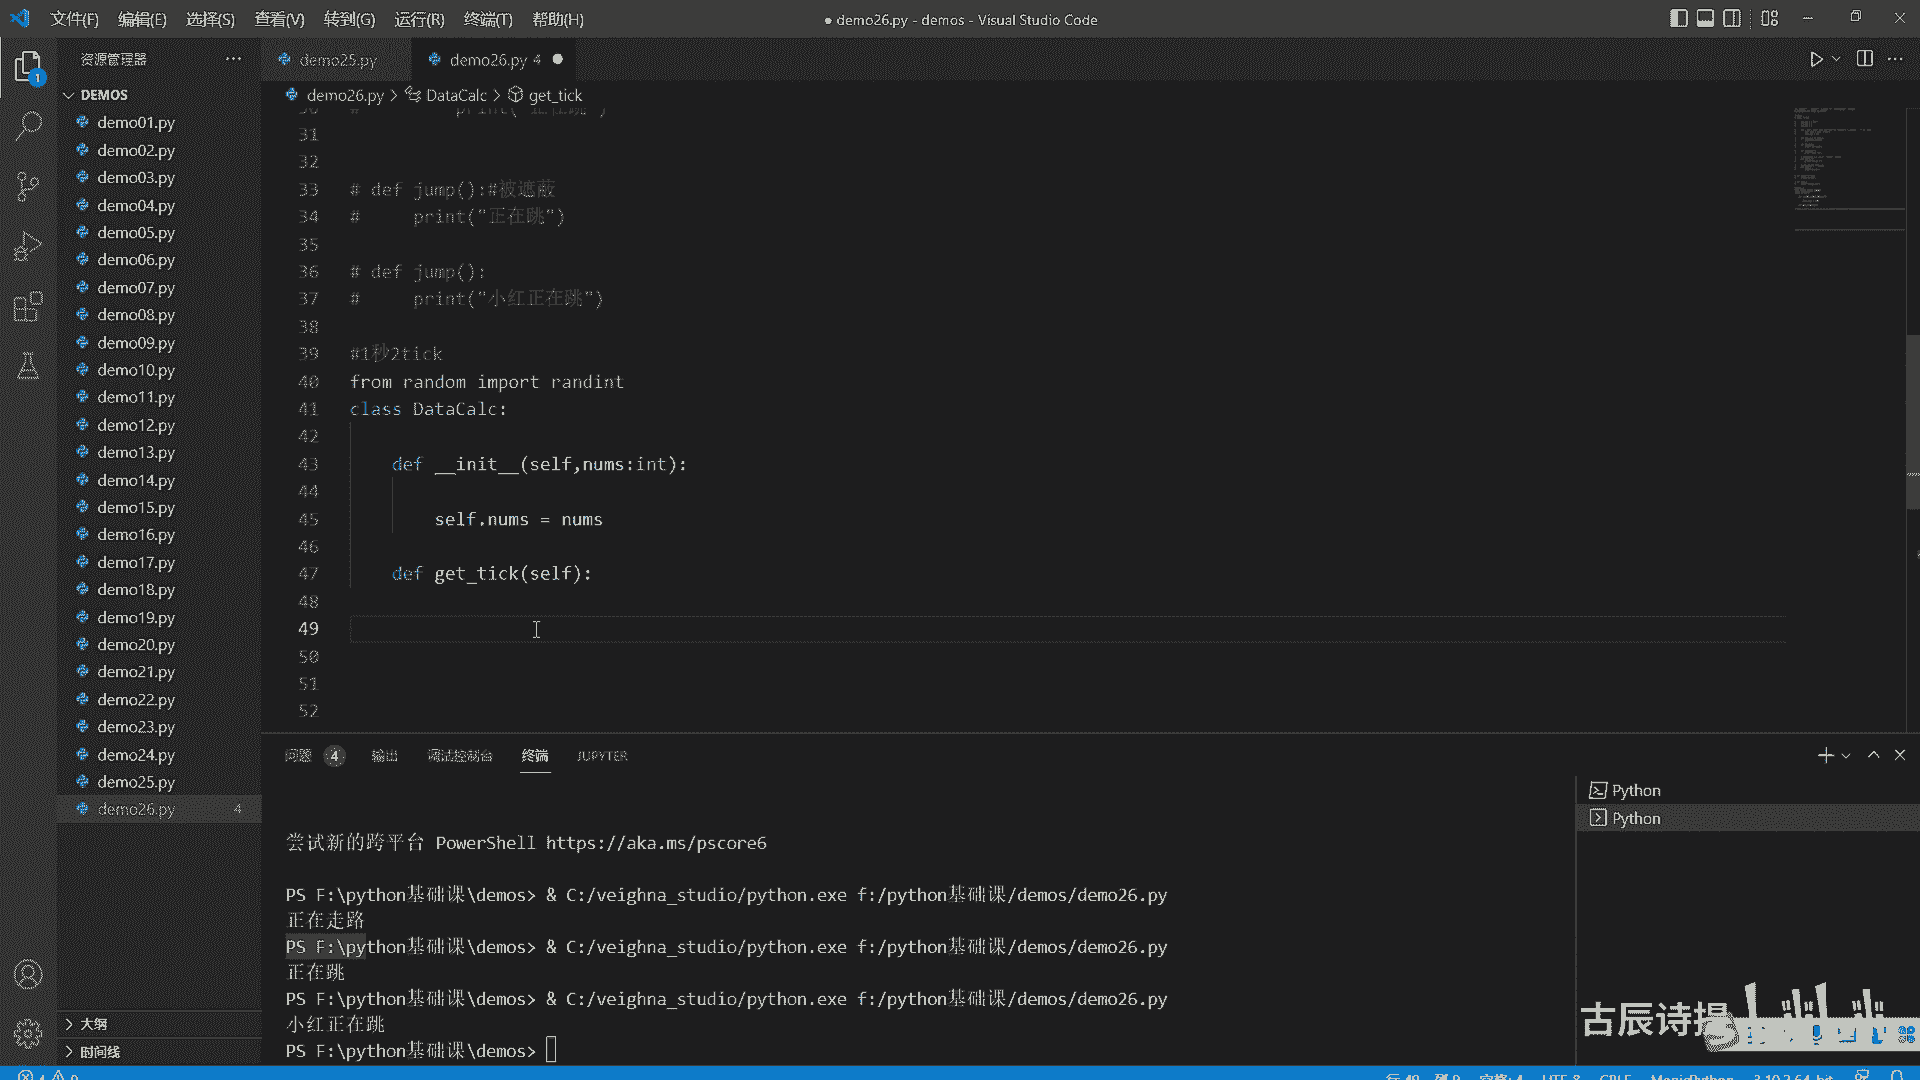 文件(F) 编辑(E) 选择(S) 查看(V) 转到(G) 运行(R) 终端(T) 帮助(H) ● demo26.py - demos - Visual Studio Code
资源管理器
DEMOS
demo01.py
demo02.py
demo03.py
demo04.py
demo05.py
demo06.py
demo07.py
demo08.py
demo09.py
demo10.py
demo11.py
demo12.py
demo13.py
demo14.py
demo15.py
demo16.py
demo17.py
demo18.py
demo19.py
demo20.py
demo21.py
demo22.py
demo23.py
demo24.py
demo25.py
demo26.py 4
大纲
时间线
1
demo25.py demo26.py 4
demo26.py > DataCalc > get_tick
30 # print("正在跳")
31
32
33 # def jump():#被遮蔽
34 # print("正在跳")
35
36 # def jump():
37 # print("小红正在跳")
38
39 #1秒2tick
40 from random import randint
41 class DataCalc:
42
43 def __init__(self,nums:int):
44
45 self.nums = nums
46
47 def get_tick(self):
48
49
50
51
52
问题 4 输出 调试控制台 终端 JUPYTER
尝试新的跨平台 PowerShell https://aka.ms/pscore6
PS F:\python基础课\demos> & C:/veighna_studio/python.exe f:/python基础课/demos/demo26.py
正在走路
PS F:\python基础课\demos> & C:/veighna_studio/python.exe f:/python基础课/demos/demo26.py
正在跳
PS F:\python基础课\demos> & C:/veighna_studio/python.exe f:/python基础课/demos/demo26.py
小红正在跳
PS F:\python基础课\demos>
Python
Python
古辰诗提